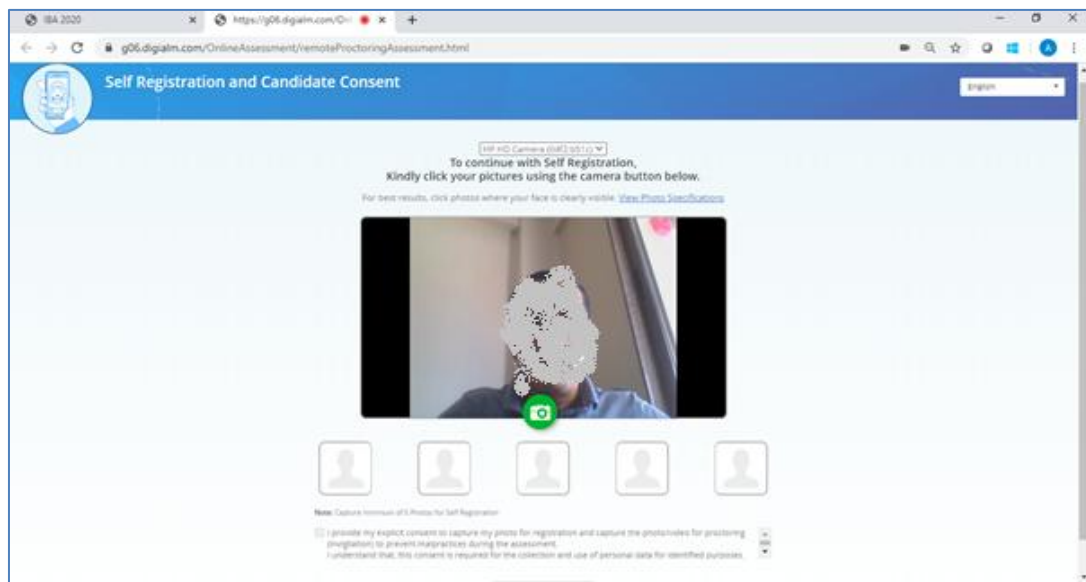 IBA 2020
https://g06.digialm.com/Onl
g06.digialm.com/OnlineAssessment/remoteProctoringAssessment.html
A
Self Registration and Candidate Consent
English
HP HD Camera
To continue with Self Registration,
Kindly click your pictures using the camera button below.
For best results, click photos where your face is clearly visible. View Photo Specifications
Note: Capture minimum of 5 Photos for Self Registration
I provide my explicit consent to capture my photo for registration and capture the photo/video for proctoring
(invigilation) to prevent malpractices during the assessment.
I understand that, this consent is required for the collection and use of personal data for identified purposes.